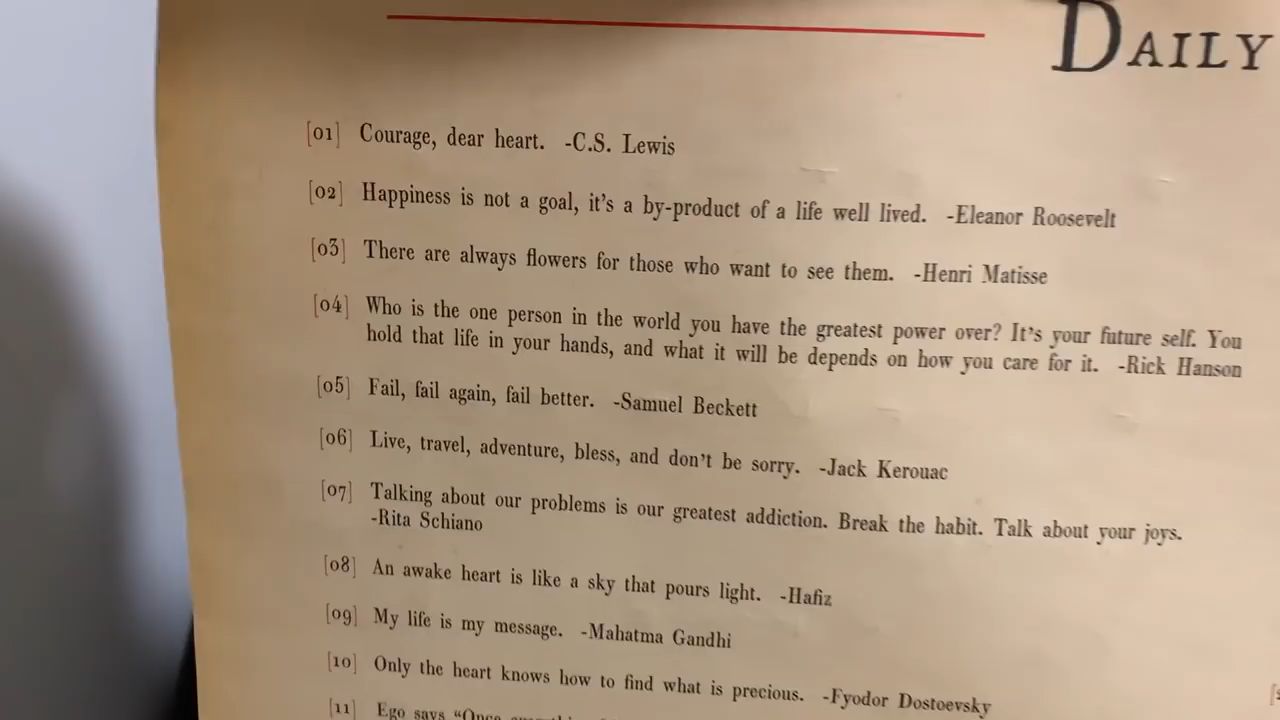 DAILY
[01] Courage, dear heart. -C.S. Lewis
[02] Happiness is not a goal, it's a by-product of a life well lived. -Eleanor Roosevelt
[03] There are always flowers for those who want to see them. -Henri Matisse
[04] Who is the one person in the world you have the greatest power over? It's your future self. You
hold that life in your hands, and what it will be depends on how you care for it. -Rick Hanson
[05] Fail, fail again, fail better. -Samuel Beckett
[06] Live, travel, adventure, bless, and don't be sorry. -Jack Kerouac
[07] Talking about our problems is our greatest addiction. Break the habit. Talk about your joys.
-Rita Schiano
[08] An awake heart is like a sky that pours light. -Hafiz
[09] My life is my message. -Mahatma Gandhi
[10] Only the heart knows how to find what is precious. -Fyodor Dostoevsky
[11] Ego says “Once